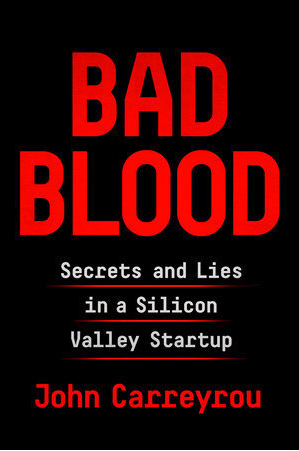 BAD
BLOOD
Secrets and Lies
in a Silicon
Valley Startup
John Carreyrou